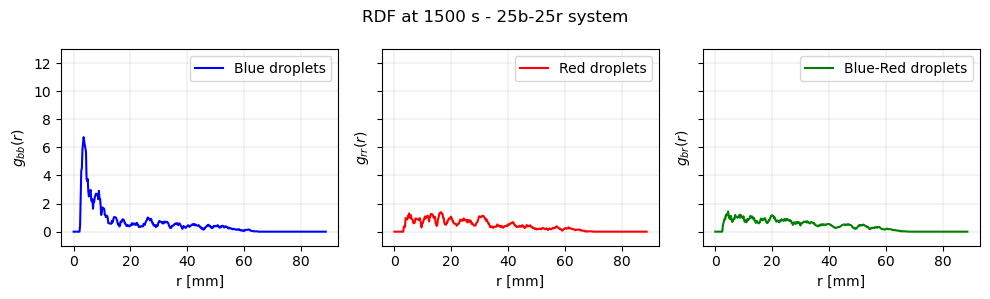 RDF at 1500 s - 25b-25r system
Blue droplets
Red droplets
Blue-Red droplets
12
10
8
6
4
2
0
g_bb(r)
g_rr(r)
g_br(r)
0 20 40 60 80
0 20 40 60 80
0 20 40 60 80
r [mm]
r [mm]
r [mm]